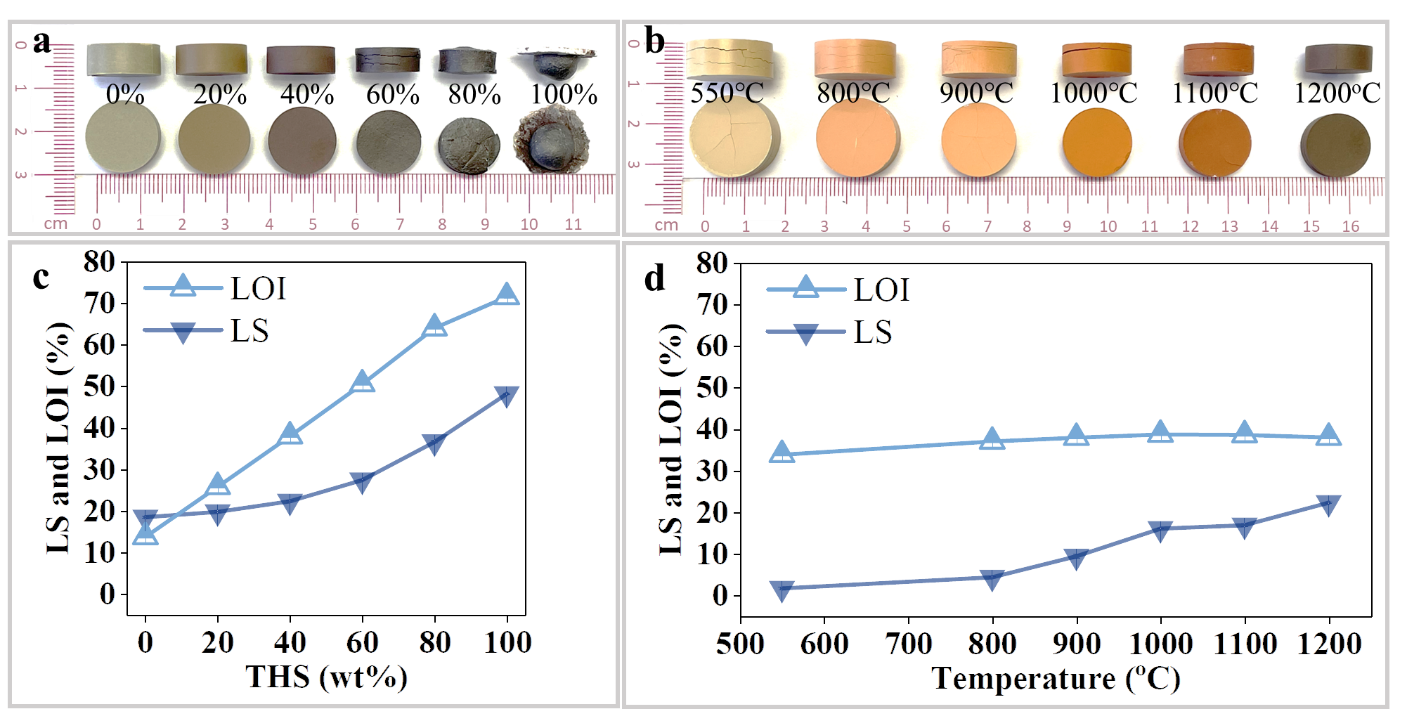 a
0
1
2
3
0% 20% 40% 60% 80% 100%
cm 0 1 2 3 4 5 6 7 8 9 10 11
b
0
1
2
3
550℃ 800℃ 900℃ 1000℃ 1100℃ 1200°C
cm 0 1 2 3 4 5 6 7 8 9 10 11 12 13 14 15 16
c
LOI
LS
LS and LOI (%)
80
70
60
50
40
30
20
10
0
0 20 40 60 80 100
THS (wt%)
d
LOI
LS
LS and LOI (%)
80
70
60
50
40
30
20
10
0
500 600 700 800 900 1000 1100 1200
Temperature (°C)